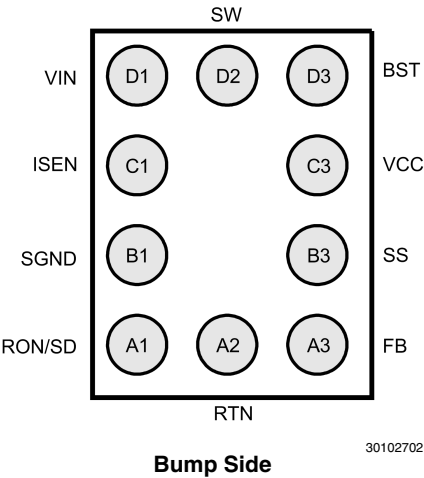 SW
VIN D1 D2 D3 BST
ISEN C1 C3 VCC
SGND B1 B3 SS
RON/SD A1 A2 A3 FB
RTN
30102702
Bump Side